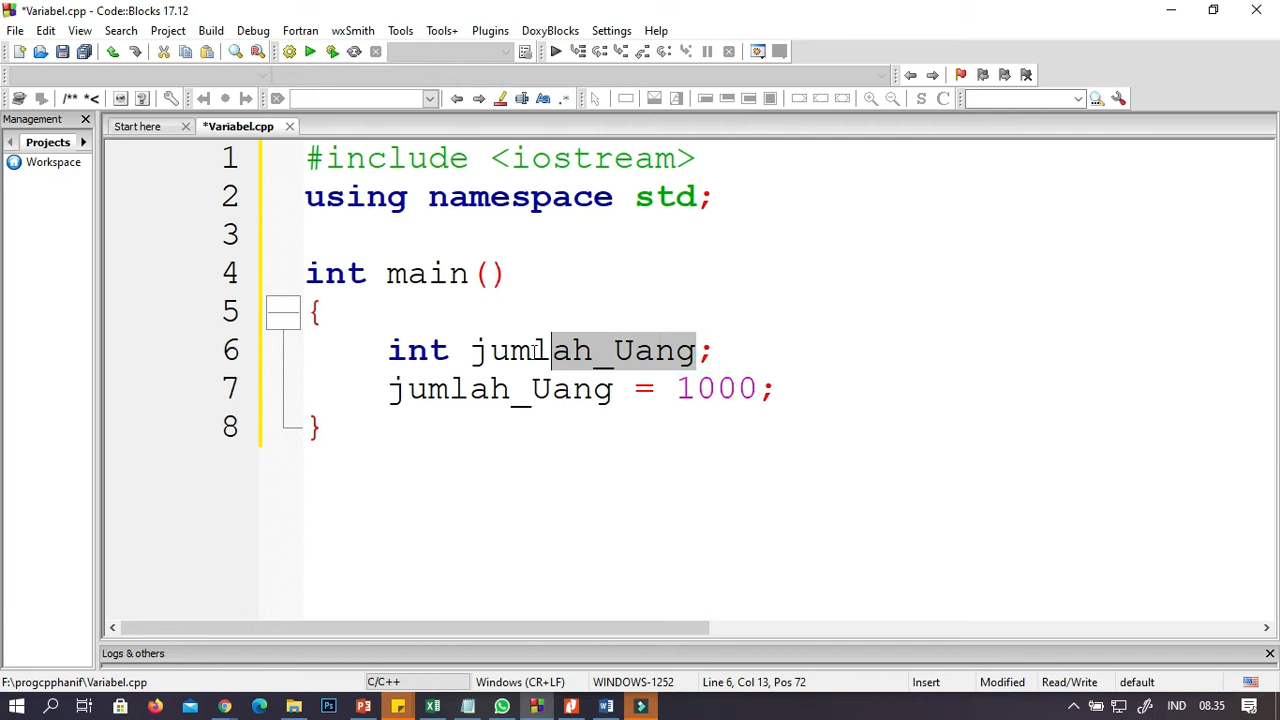 *Variabel.cpp - Code::Blocks 17.12
File Edit View Search Project Build Debug Fortran wxSmith Tools Tools+ Plugins DoxyBlocks Settings Help
/** *<
S C
Management
Start here *Variabel.cpp
Projects
Workspace
1 #include <iostream>
2 using namespace std;
3
4 int main()
5 {
6 int jumlah_Uang;
7 jumlah_Uang = 1000;
8 }
Logs & others
F:\progcpphanif\Variabel.cpp C/C++ Windows (CR+LF) WINDOWS-1252 Line 6, Col 13, Pos 72 Insert Modified Read/Write default
IND 08.35